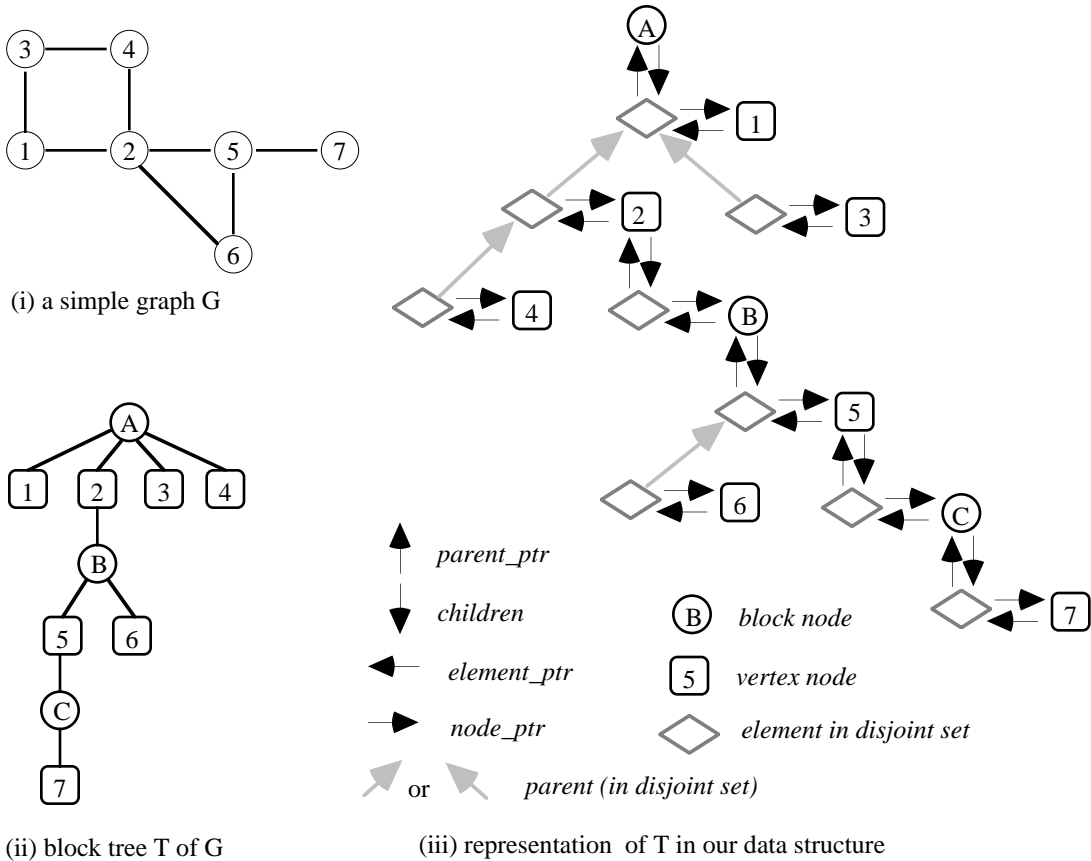 3 4
1 2 5 7
6
(i) a simple graph G
A
1 2 3 4
B
5 6
C
7
(ii) block tree T of G
A
1
2 3
4 B
5
6 C
7
parent_ptr
children
element_ptr
node_ptr
or parent (in disjoint set)
B block node
5 vertex node
element in disjoint set
(iii) representation of T in our data structure